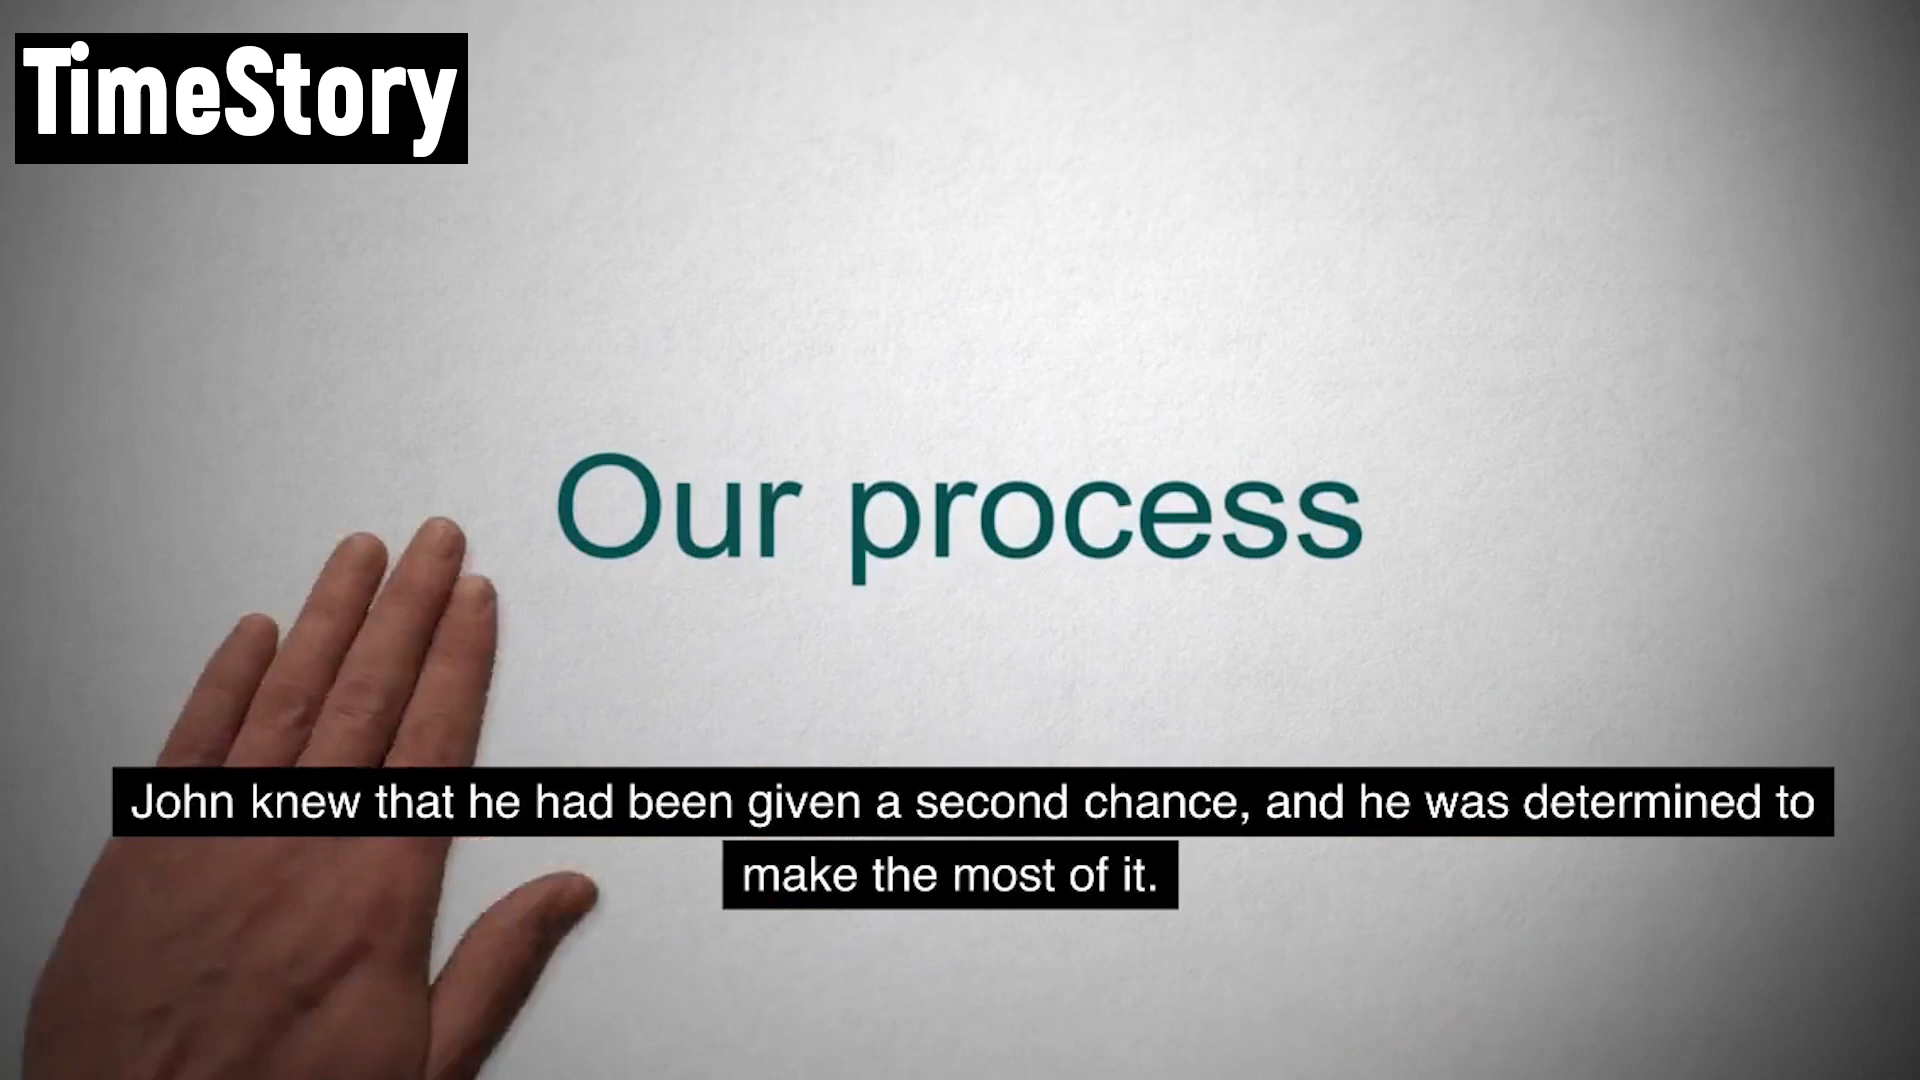 TimeStory
Our process
John knew that he had been given a second chance, and he was determined to
make the most of it.